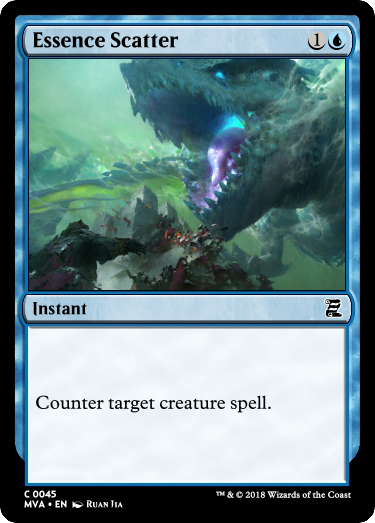 Essence Scatter 1
Instant
Counter target creature spell.
C 0045
MVA • EN Ruan Jia
™ & © 2018 Wizards of the Coast